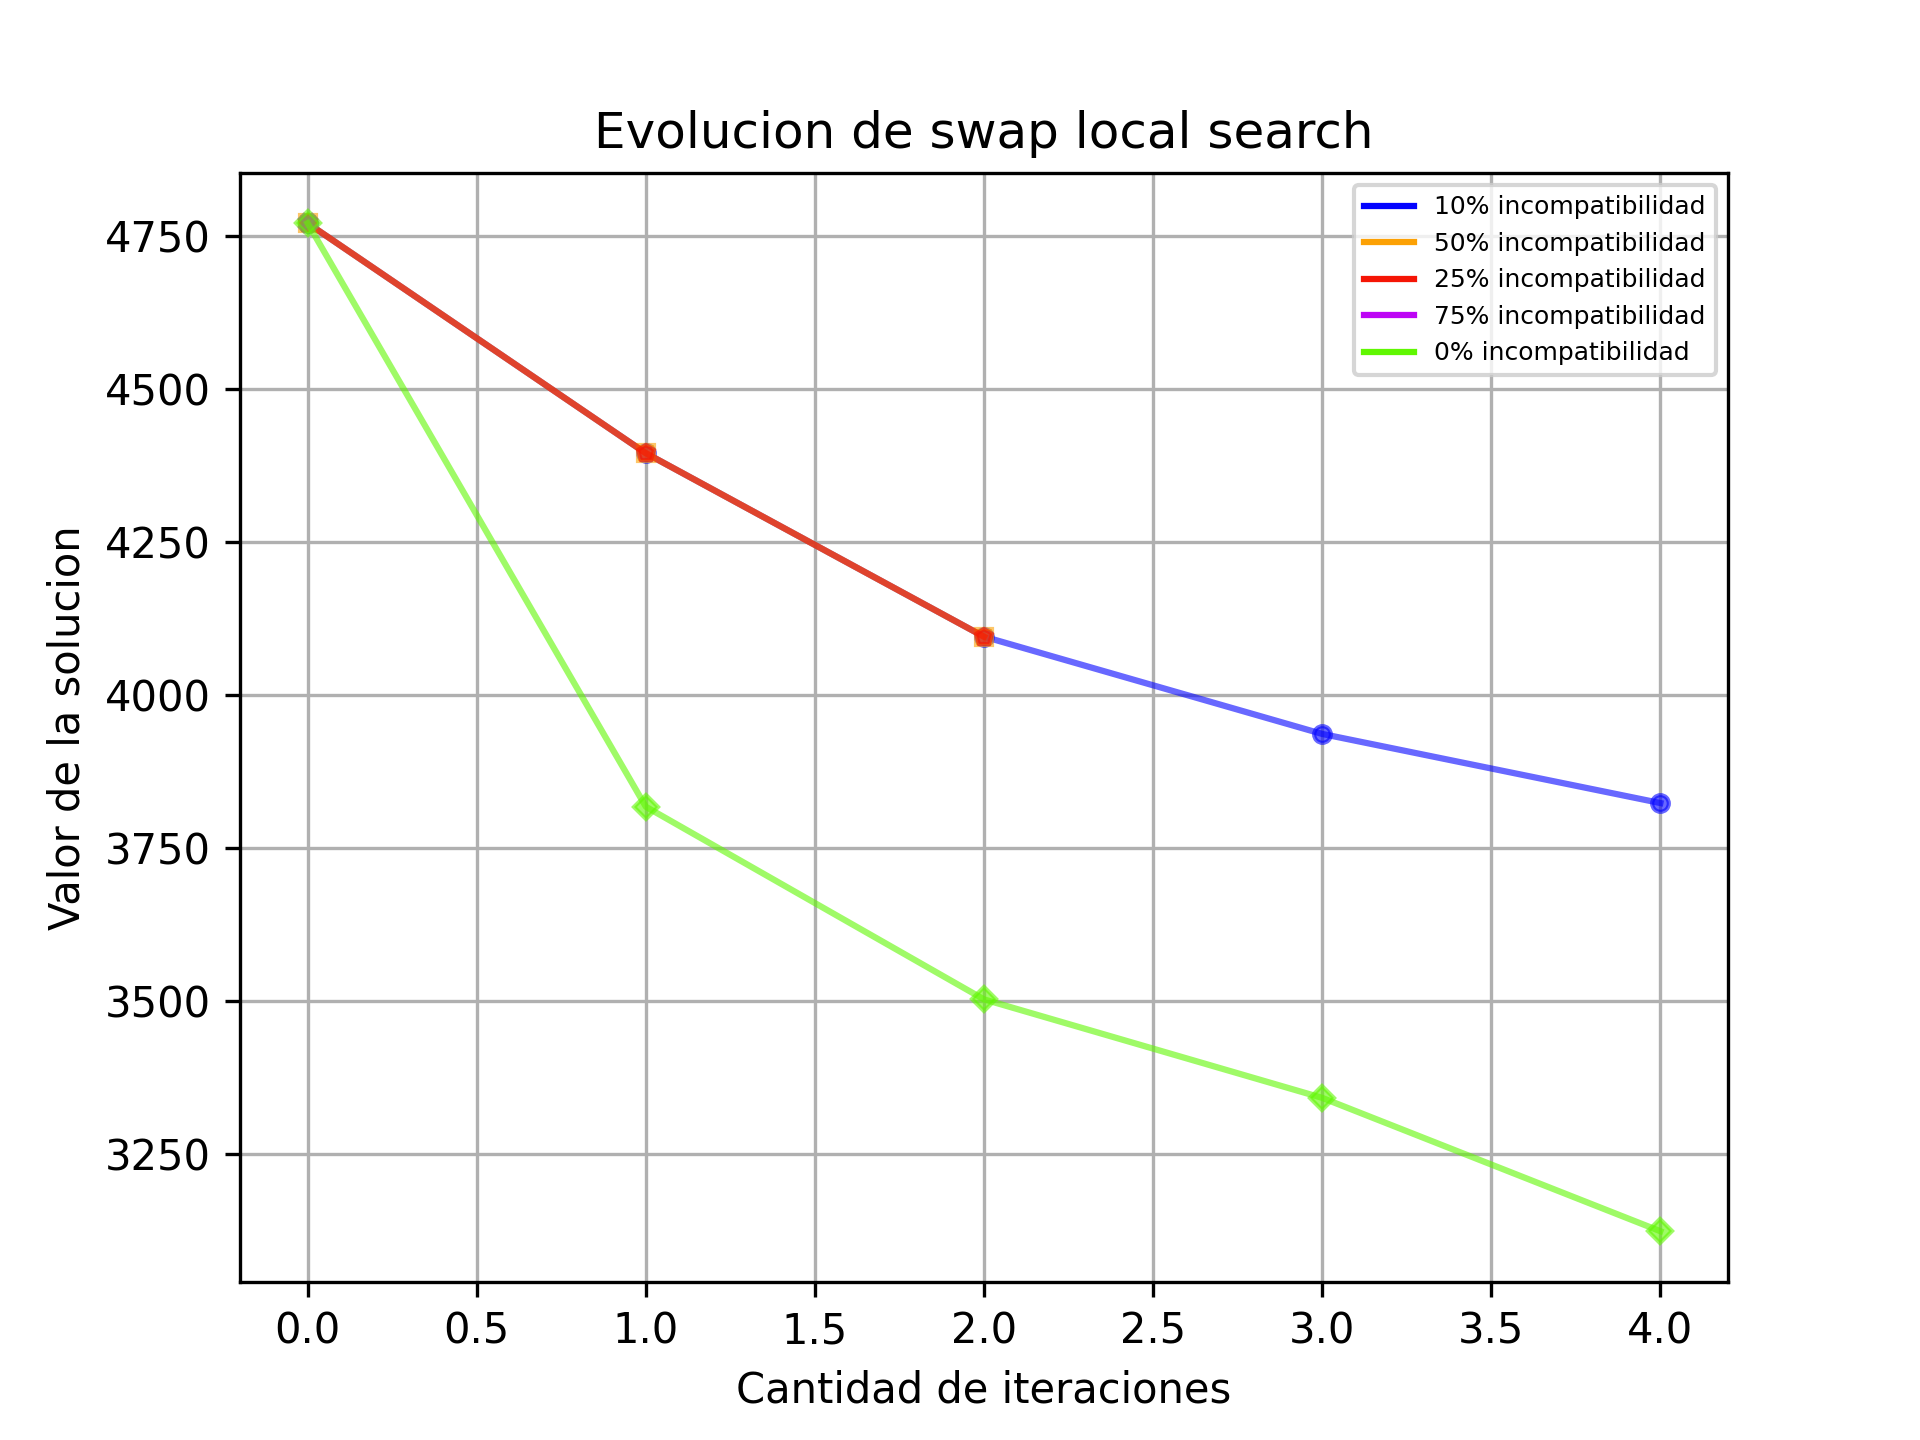 Evolucion de swap local search
10% incompatibilidad
50% incompatibilidad
25% incompatibilidad
75% incompatibilidad
0% incompatibilidad
Valor de la solucion
4750
4500
4250
4000
3750
3500
3250
0.0 0.5 1.0 1.5 2.0 2.5 3.0 3.5 4.0
Cantidad de iteraciones